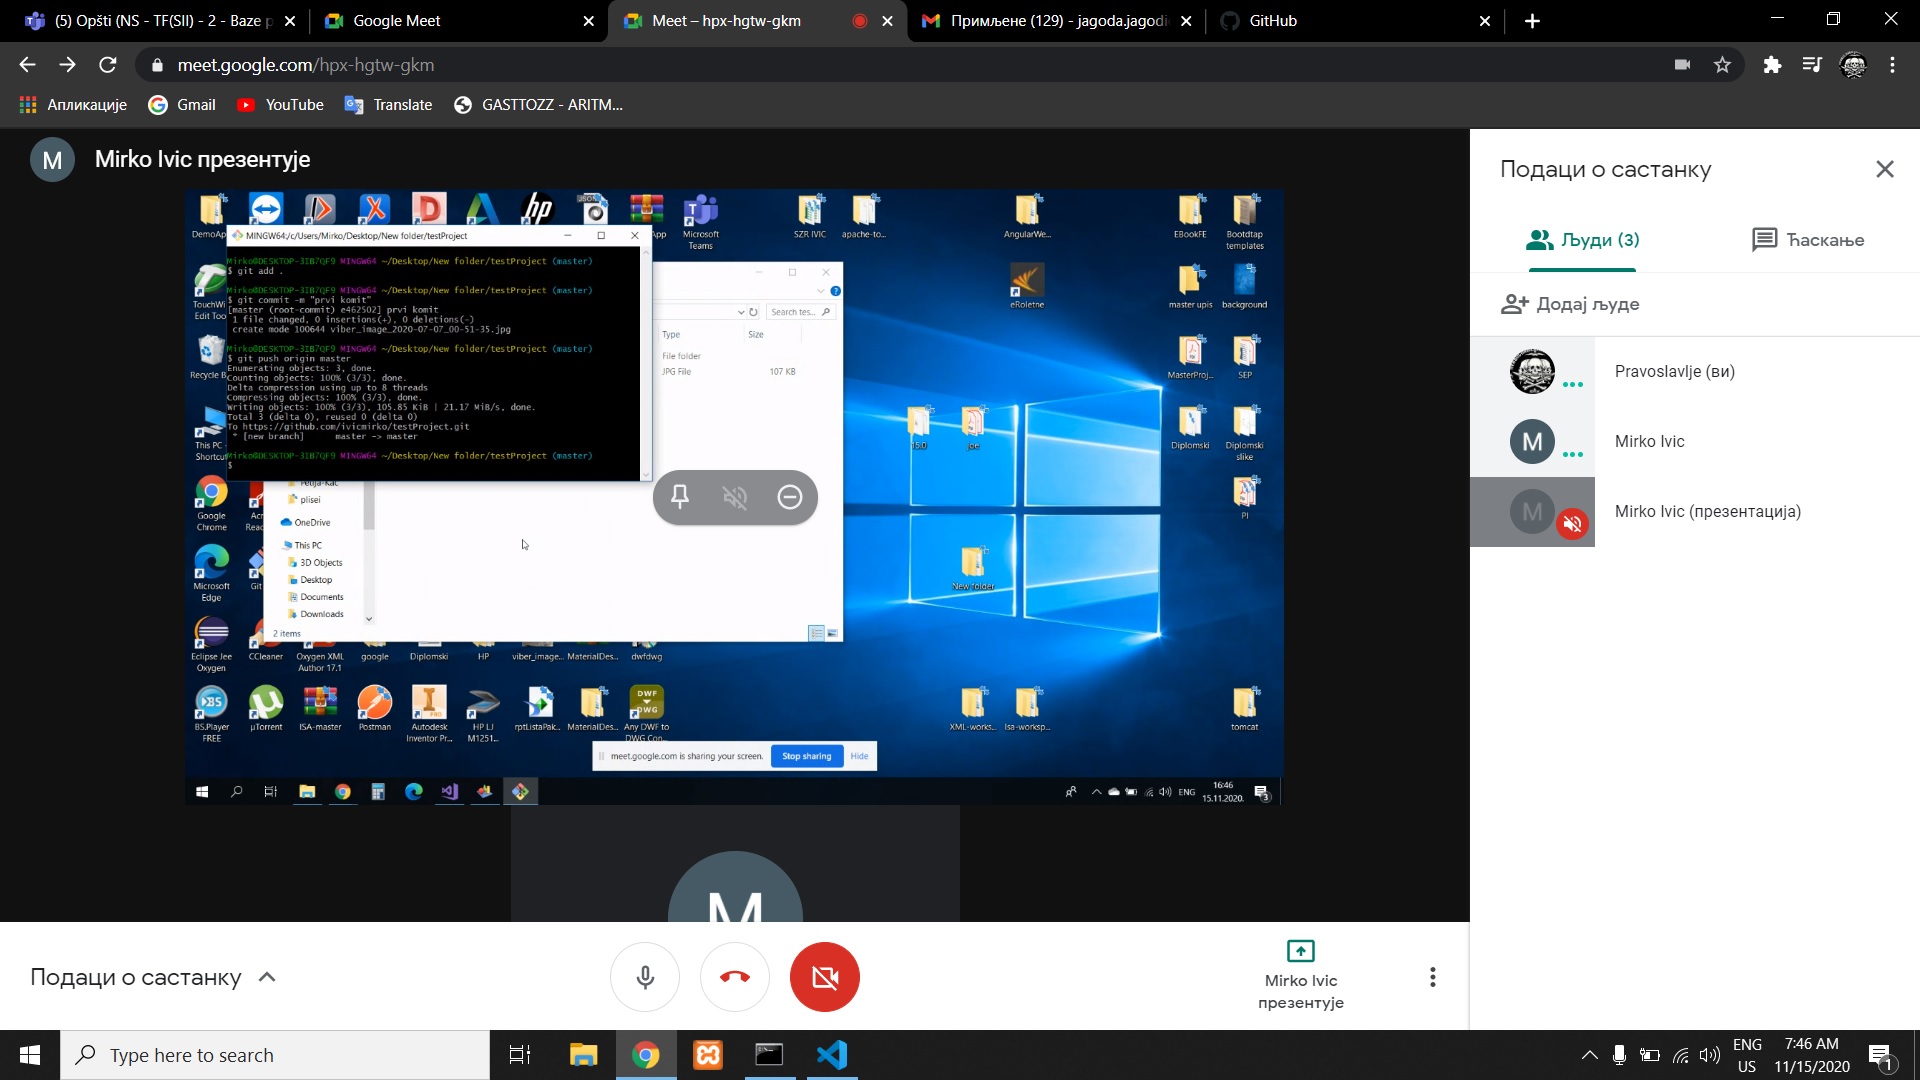 (5) Opšti (NS - TF(SII) - 2 - Baze p
Google Meet
Meet – hpx-hgtw-gkm
Примљене (129) - jagoda.jagodi
GitHub
meet.google.com/hpx-hgtw-gkm
Апликације
Gmail
YouTube
Translate
GASTTOZZ - ARITM...
M
Mirko Ivic презентује
DemoAp
JSON
hp
App
Microsoft
Teams
SZR IVIC
apache-to...
AngularWe...
EBookFE
Bootdtap
templates
MINGW64:/c/Users/Mirko/Desktop/New folder/testProject
Mirko@DESKTOP-3IB7QF9 MINGW64 ~/Desktop/New folder/testProject (master)
$ git add .
Mirko@DESKTOP-3IB7QF9 MINGW64 ~/Desktop/New folder/testProject (master)
$ git commit -m "prvi komit"
[master (root-commit) e462502] prvi komit
1 file changed, 0 insertions(+), 0 deletions(-)
create mode 100644 viber_image_2020-07-07_00-51-35.jpg
Mirko@DESKTOP-3IB7QF9 MINGW64 ~/Desktop/New folder/testProject (master)
$ git push origin master
Enumerating objects: 3, done.
Counting objects: 100% (3/3), done.
Delta compression using up to 8 threads
Compressing objects: 100% (3/3), done.
Writing objects: 100% (3/3), 105.85 KiB | 21.17 MiB/s, done.
Total 3 (delta 0), reused 0 (delta 0)
To https://github.com/ivicmirko/testProject.git
* [new branch] master -> master
Mirko@DESKTOP-3IB7QF9 MINGW64 ~/Desktop/New folder/testProject (master)
$
TouchWi
Edit Too
Recycle B
This PC
Shortcu
Google
Chrome
Acr
Reac
Microsoft
Edge
Git
Search tes...
Type
Size
File folder
JPG File
107 KB
plisei
OneDrive
This PC
3D Objects
Desktop
Documents
Downloads
2 items
eRoletne
master upis
background
MasterProj...
SEP
15.0
joe
Diplomski
Diplomski
slike
PI
New folder
Eclipse Jee
Oxygen
CCleaner
Oxygen XML
Author 17.1
google
Diplomski
HP
viber_image...
MaterialDes...
dwfdwg
BS.Player
FREE
µTorrent
ISA-master
Postman
Autodesk
Inventor Pr...
HP LJ
M1251...
rptListaPak...
MaterialDes...
DWF
DWG
Any DWF to
DWG Con...
XML-works...
Isa-worksp...
tomcat
meet.google.com is sharing your screen.
Stop sharing
Hide
ENG
16:46
15.11.2020.
3
M
Подаци о састанку
Људи (3)
Ћаскање
Додај људе
Pravoslavlje (ви)
M
Mirko Ivic
M
Mirko Ivic (презентација)
Подаци о састанку
Mirko Ivic
презентује
Type here to search
ENG
US
7:46 AM
11/15/2020
1